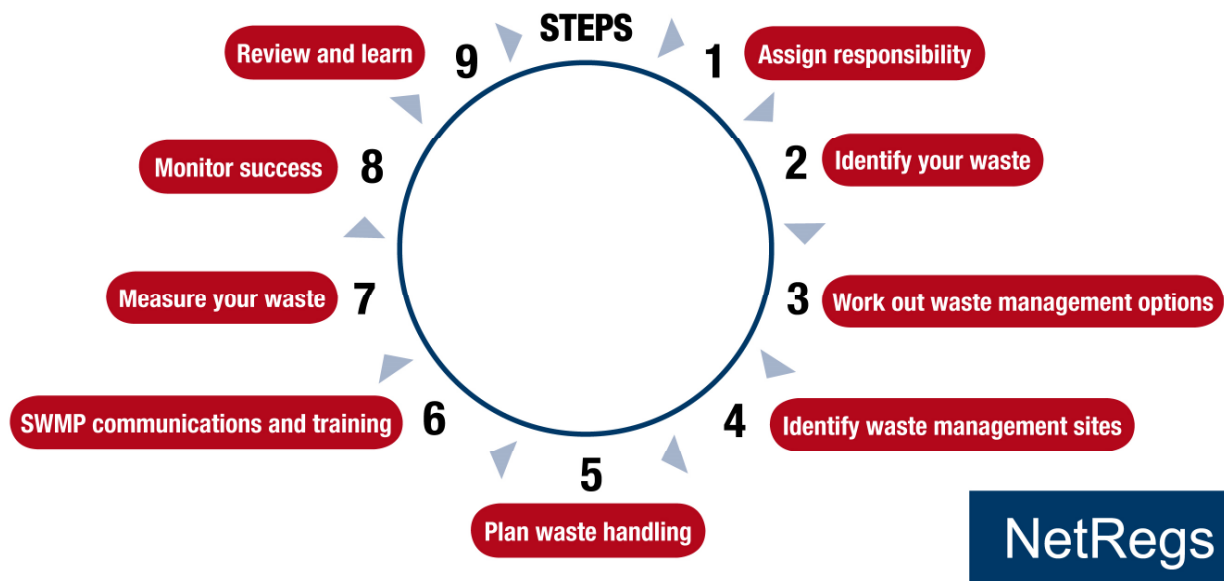 STEPS
1 Assign responsibility
2 Identify your waste
3 Work out waste management options
4 Identify waste management sites
5
Plan waste handling
6 SWMP communications and training
7 Measure your waste
8 Monitor success
9 Review and learn
NetRegs